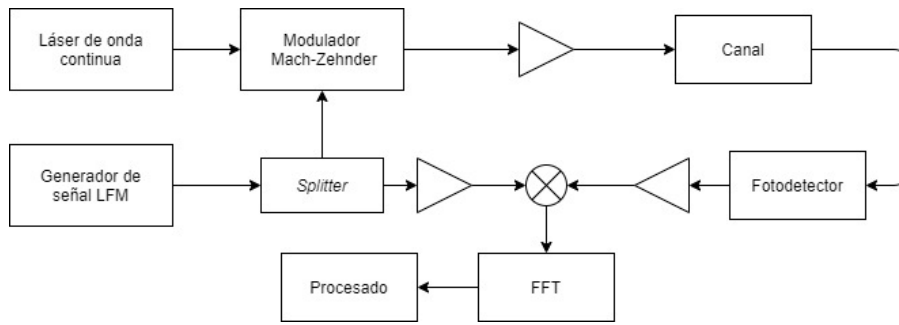 Láser de onda
continua
Modulador
Mach-Zehnder
Canal
Generador de
señal LFM
Splitter
Fotodetector
Procesado
FFT